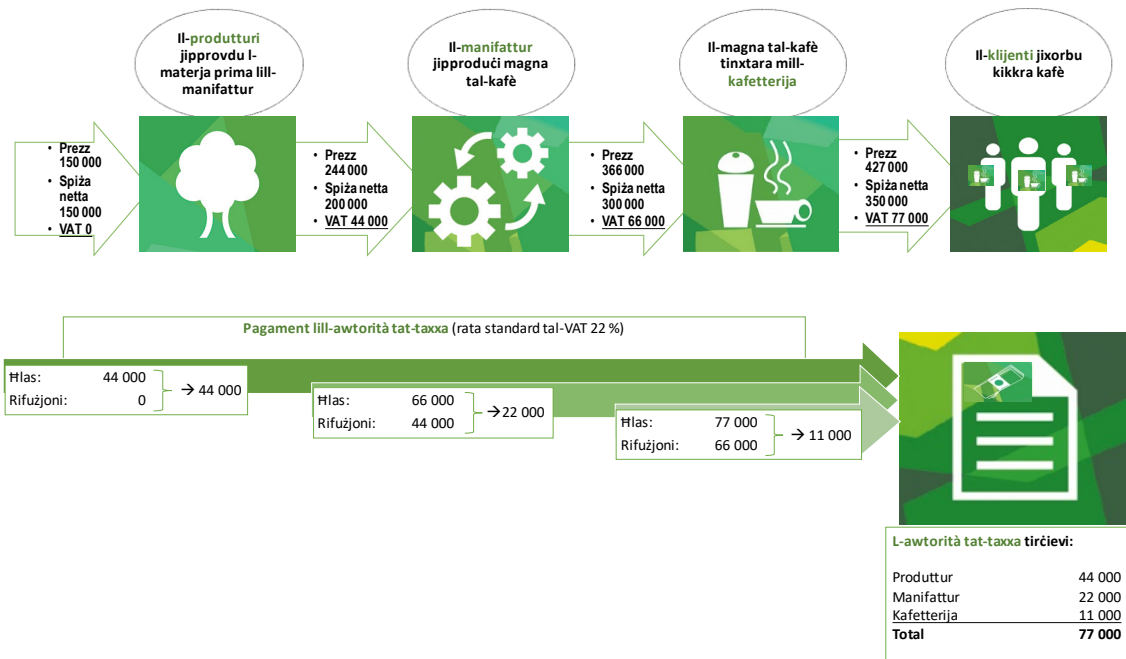 Il-produtturi
jipprovdu l-
materja prima lill-
manifattur
Il-manifattur
jipproduċi magna
tal-kafè
Il-magna tal-kafè
tinxtara mill-
kafetterija
Il-klijenti jixorbu
kikkra kafè
• Prezz
150 000
• Spiża
netta
150 000
• VAT 0
• Prezz
244 000
• Spiża netta
200 000
• VAT 44 000
• Prezz
366 000
• Spiża netta
300 000
• VAT 66 000
• Prezz
427 000
• Spiża netta
350 000
• VAT 77 000
Pagament lill-awtorità tat-taxxa (rata standard tal-VAT 22 %)
Ħlas: 44 000
Rifużjoni: 0
→ 44 000
Ħlas: 66 000
Rifużjoni: 44 000
→22 000
Ħlas: 77 000
Rifużjoni: 66 000
→ 11 000
L-awtorità tat-taxxa tirċievi:
Produttur 44 000
Manifattur 22 000
Kafetterija 11 000
Total 77 000